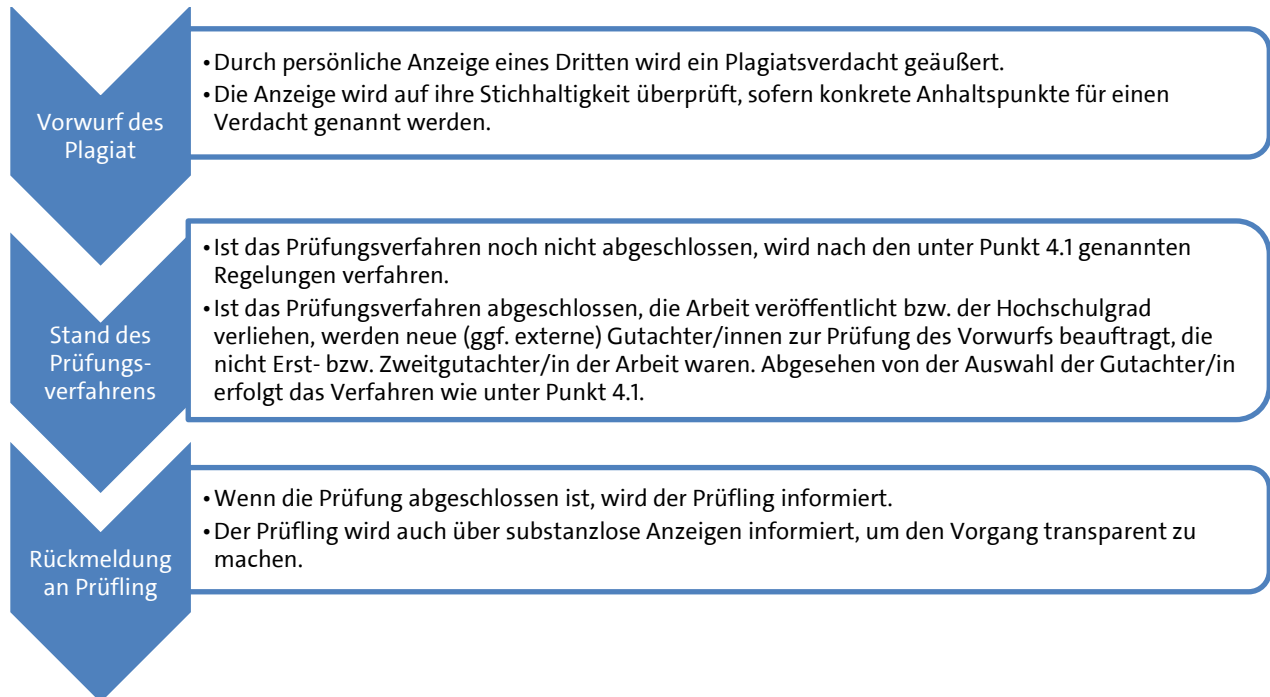 Vorwurf des
Plagiat
•Durch persönliche Anzeige eines Dritten wird ein Plagiatsverdacht geäußert.
•Die Anzeige wird auf ihre Stichhaltigkeit überprüft, sofern konkrete Anhaltspunkte für einen
Verdacht genannt werden.
Stand des
Prüfungs-
verfahrens
•Ist das Prüfungsverfahren noch nicht abgeschlossen, wird nach den unter Punkt 4.1 genannten
Regelungen verfahren.
•Ist das Prüfungsverfahren abgeschlossen, die Arbeit veröffentlicht bzw. der Hochschulgrad
verliehen, werden neue (ggf. externe) Gutachter/innen zur Prüfung des Vorwurfs beauftragt, die
nicht Erst- bzw. Zweitgutachter/in der Arbeit waren. Abgesehen von der Auswahl der Gutachter/in
erfolgt das Verfahren wie unter Punkt 4.1.
Rückmeldung
an Prüfling
•Wenn die Prüfung abgeschlossen ist, wird der Prüfling informiert.
•Der Prüfling wird auch über substanzlose Anzeigen informiert, um den Vorgang transparent zu
machen.